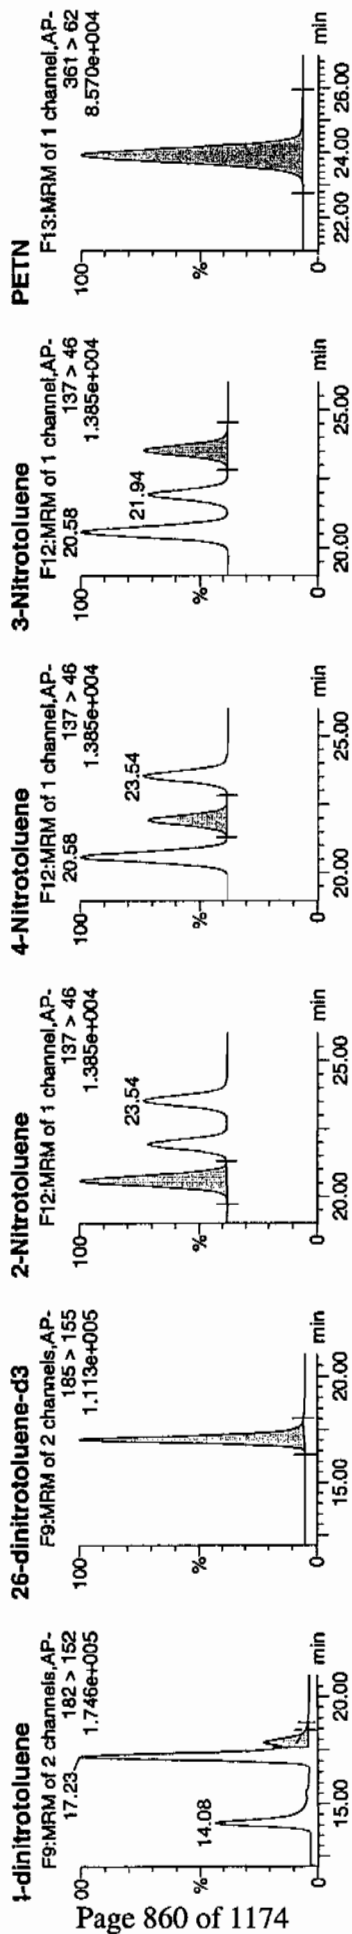 -dinitrotoluene
F9:MRM of 2 channels,AP-
182 > 152
1.746e+005
17.23
14.08
00
%
0
15.00
20.00
min
26-dinitrotoluene-d3
F9:MRM of 2 channels,AP-
185 > 155
1.113e+005
100
%
0
15.00
20.00
min
2-Nitrotoluene
F12:MRM of 1 channel,AP-
137 > 46
1.385e+004
23.54
100
%
0
20.00
25.00
min
4-Nitrotoluene
F12:MRM of 1 channel,AP-
20.58
137 > 46
1.385e+004
23.54
100
%
0
20.00
25.00
min
3-Nitrotoluene
F12:MRM of 1 channel,AP-
20.58
137 > 46
1.385e+004
21.94
100
%
0
20.00
25.00
min
PETN
F13:MRM of 1 channel,AP-
361 > 62
8.570e+004
100
%
0
22.00
24.00
26.00
min
Page 860 of 1174